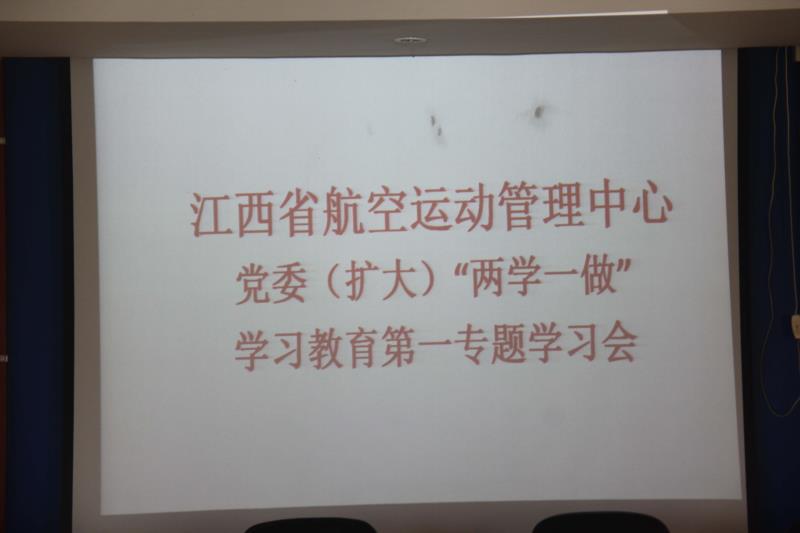 江西省航空运动管理中心
党委（扩大）“两学一做”
学习教育第一专题学习会